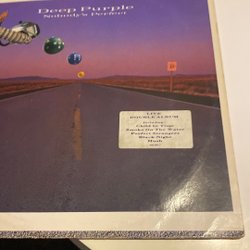 Deep Purple
Nobody's Perfect
LIVE
DOUBLE ALBUM
including:
Child In Time
Smoke On The Water
Perfect Strangers
Black Night
Hush